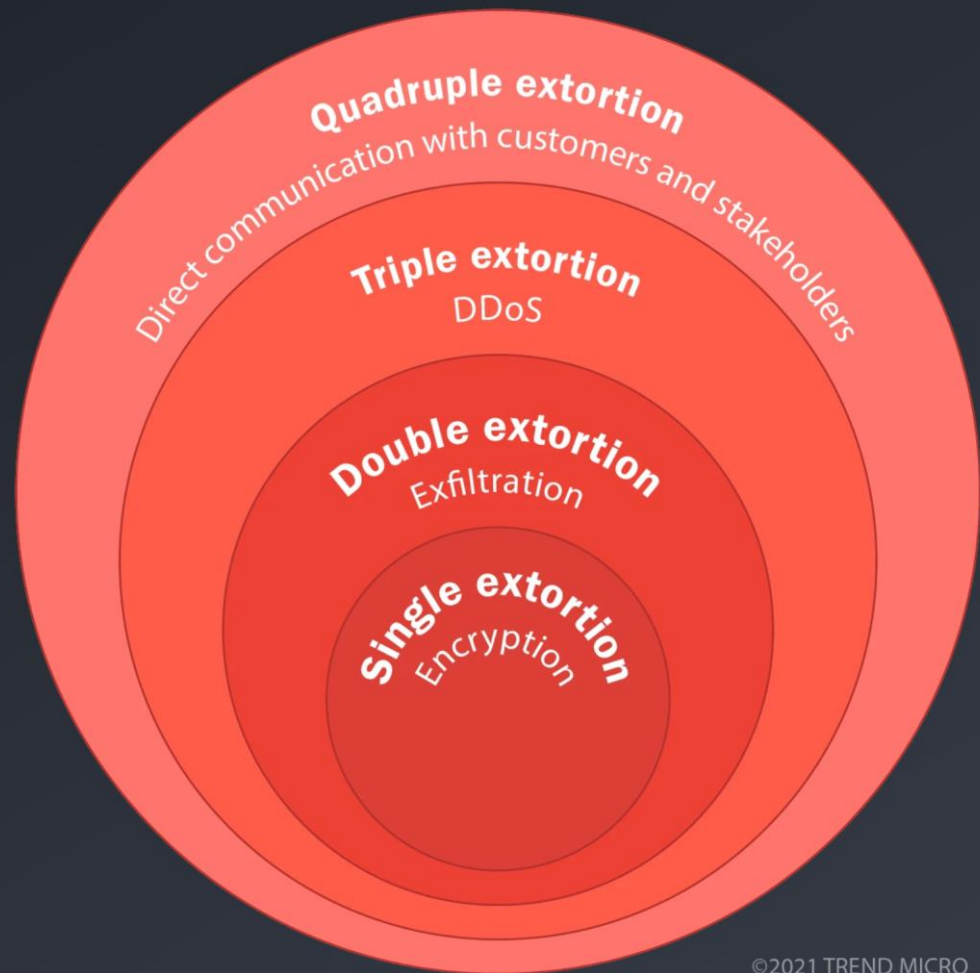 Quadruple extortion
Direct communication with customers and stakeholders
Triple extortion
DDoS
Double extortion
Exfiltration
Single extortion
Encryption
©2021 TREND MICRO